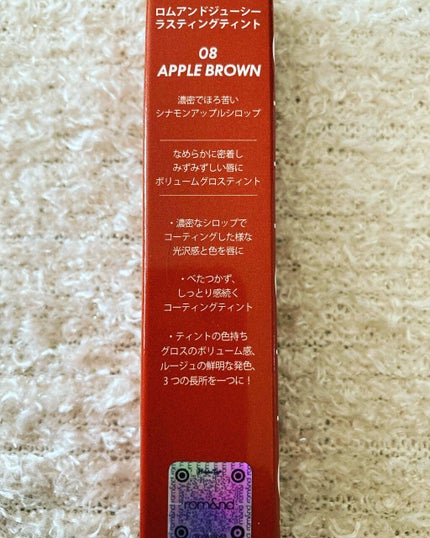 ロムアンドジューシー
ラスティングティント
08
APPLE BROWN
濃密でほろ苦い
シナモンアップルシロップ
なめらかに密着し
みずみずしい唇に
ボリュームグロスティント
・濃密なシロップで
コーティングした様な
光沢感と色を唇に
・べたつかず、
しっとり感続く
コーティングティント
・ティントの色持ち
グロスのボリューム感、
ルージュの鮮明な発色、
3つの長所を一つに！
rom&nd